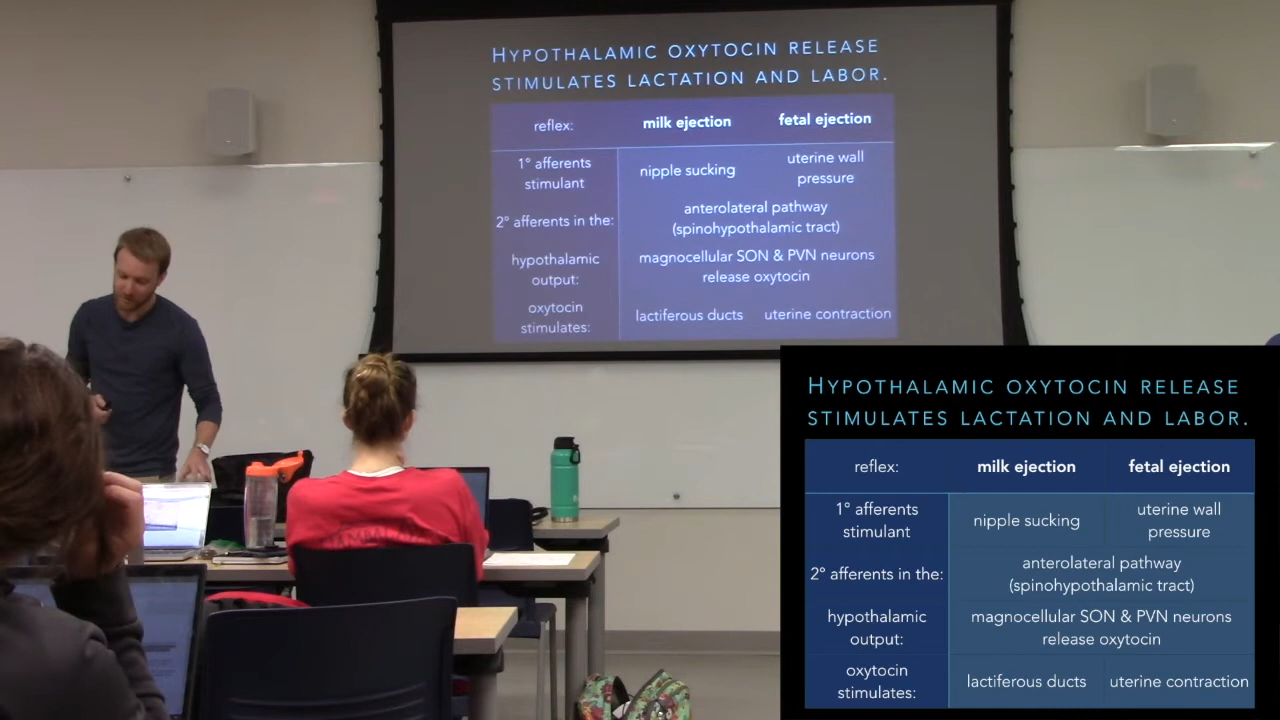 HYPOTHALAMIC OXYTOCIN RELEASE
STIMULATES LACTATION AND LABOR.
reflex: milk ejection fetal ejection
1° afferents stimulant nipple sucking uterine wall pressure
2° afferents in the: anterolateral pathway (spinohypothalamic tract)
hypothalamic output: magnocellular SON & PVN neurons release oxytocin
oxytocin stimulates: lactiferous ducts uterine contraction
HYPOTHALAMIC OXYTOCIN RELEASE
STIMULATES LACTATION AND LABOR.
reflex: milk ejection fetal ejection
1° afferents stimulant nipple sucking uterine wall pressure
2° afferents in the: anterolateral pathway (spinohypothalamic tract)
hypothalamic output: magnocellular SON & PVN neurons release oxytocin
oxytocin stimulates: lactiferous ducts uterine contraction